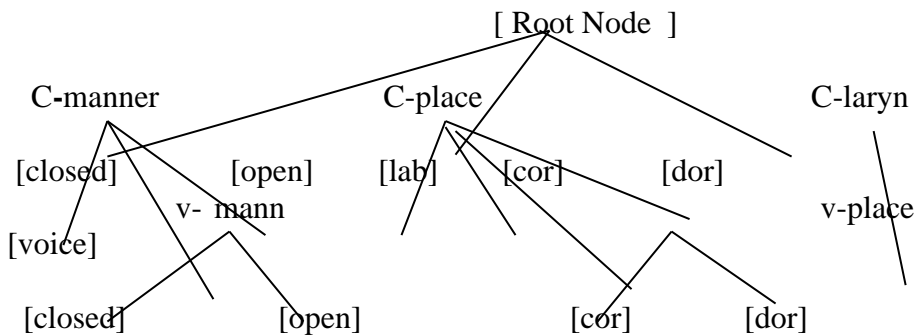 [ Root Node ]
C-manner C-place C-laryn
[closed] [open] [lab] [cor] [dor]
v- mann v-place
[voice]
[closed] [open] [cor] [dor]